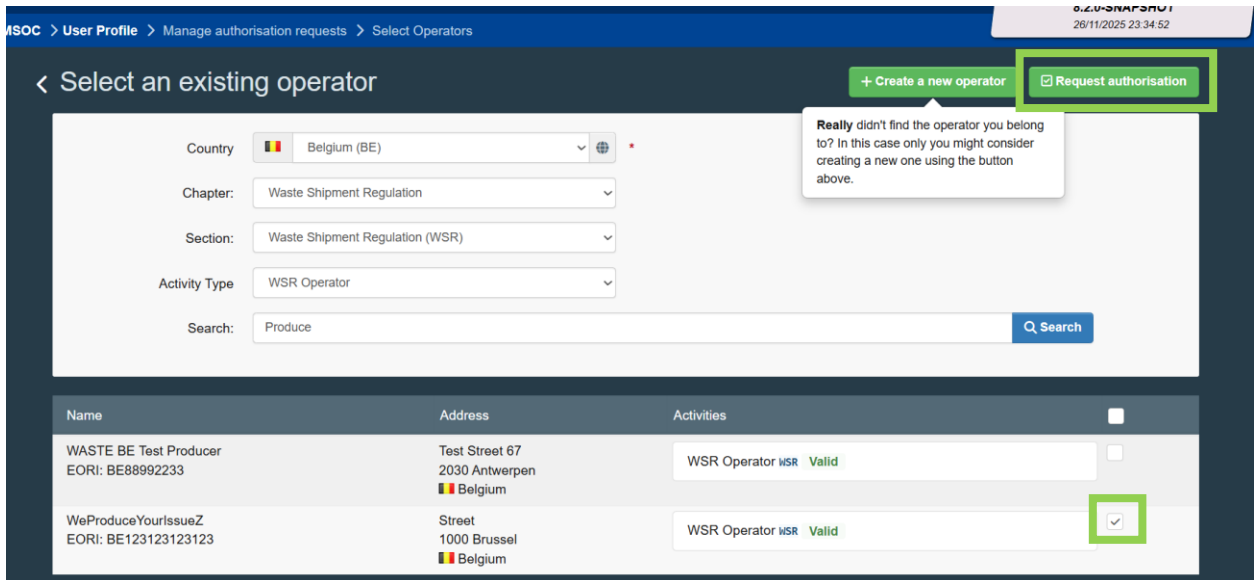 8.2.0-SNAPSHOT
26/11/2025 23:34:52
MSOC > User Profile > Manage authorisation requests > Select Operators
Select an existing operator
+ Create a new operator
Request authorisation
Really didn't find the operator you belong
to? In this case only you might consider
creating a new one using the button
above.
Country
Belgium (BE)
*
Chapter:
Waste Shipment Regulation
Section:
Waste Shipment Regulation (WSR)
Activity Type
WSR Operator
Search:
Produce
Search
Name Address Activities
WASTE BE Test Producer
EORI: BE88992233
Test Street 67
2030 Antwerpen
Belgium
WSR Operator WSR Valid
WeProduceYourIssueZ
EORI: BE123123123123
Street
1000 Brussel
Belgium
WSR Operator WSR Valid